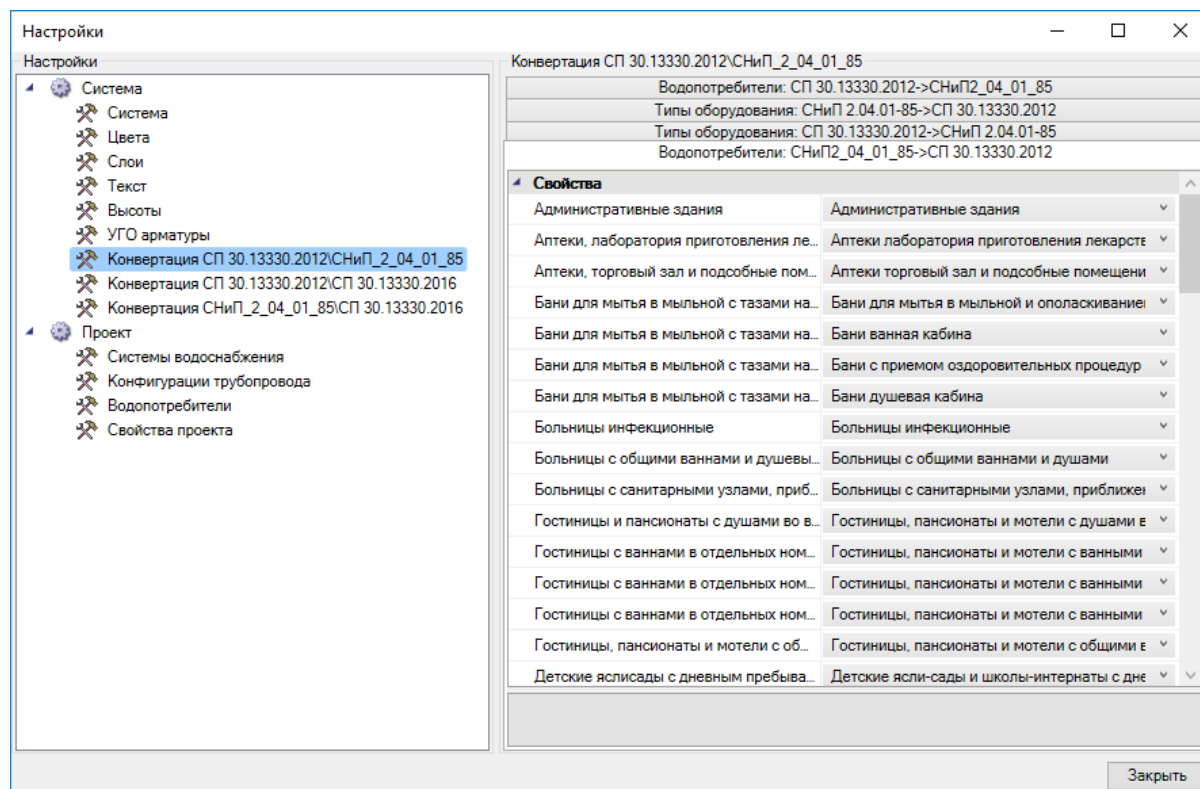 Настройки
Настройки
Система
Система
Цвета
Слои
Текст
Высоты
УГО арматуры
Конвертация СП 30.13330.2012\СНиП_2_04_01_85
Конвертация СП 30.13330.2012\СП 30.13330.2016
Конвертация СНиП_2_04_01_85\СП 30.13330.2016
Проект
Системы водоснабжения
Конфигурации трубопровода
Водопотребители
Свойства проекта
Конвертация СП 30.13330.2012\СНиП_2_04_01_85
Водопотребители: СП 30.13330.2012->СНиП2_04_01_85
Типы оборудования: СНиП 2.04.01-85->СП 30.13330.2012
Типы оборудования: СП 30.13330.2012->СНиП 2.04.01-85
Водопотребители: СНиП2_04_01_85->СП 30.13330.2012
Свойства
Административные здания Административные здания
Аптеки, лаборатория приготовления ле... Аптеки лаборатория приготовления лекарств
Аптеки, торговый зал и подсобные пом... Аптеки торговый зал и подсобные помещени
Бани для мытья в мыльной с тазами на... Бани для мытья в мыльной и ополаскивание
Бани для мытья в мыльной с тазами на... Бани ванная кабина
Бани для мытья в мыльной с тазами на... Бани с приемом оздоровительных процедур
Бани для мытья в мыльной с тазами на... Бани душевая кабина
Больницы инфекционные Больницы инфекционные
Больницы с общими ваннами и душевы... Больницы с общими ваннами и душами
Больницы с санитарными узлами, приб... Больницы с санитарными узлами, приближен
Гостиницы и пансионаты с душами во в... Гостиницы, пансионаты и мотели с душами в
Гостиницы с ваннами в отдельных ном... Гостиницы, пансионаты и мотели с ванными
Гостиницы с ваннами в отдельных ном... Гостиницы, пансионаты и мотели с ванными
Гостиницы с ваннами в отдельных ном... Гостиницы, пансионаты и мотели с ванными
Гостиницы, пансионаты и мотели с об... Гостиницы, пансионаты и мотели с общими в
Детские яслисады с дневным пребыва... Детские ясли-сады и школы-интернаты с дне
Закрыть